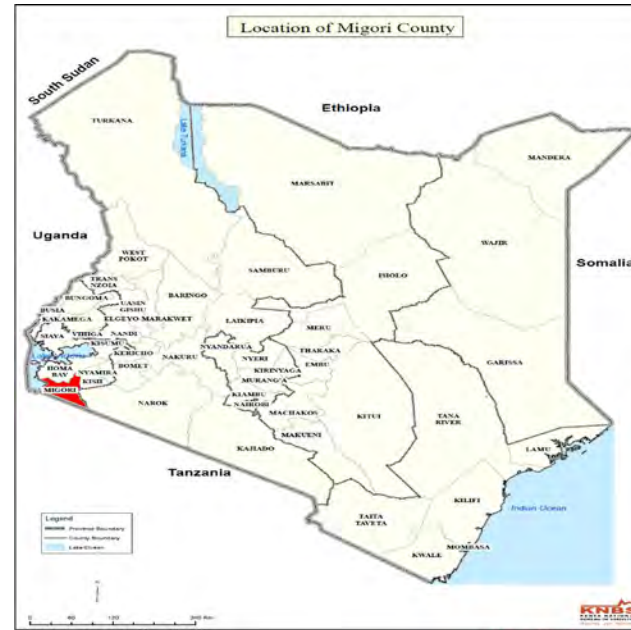 Location of Migori County
South Sudan
Ethiopia
TURKANA
Lake Turkana
MANDERA
MARSABIT
Uganda
WAJIR
Somalia
WEST
POKOT
SAMBURU
ISIOLO
TRANS
NZOIA
BUNGOMA
UASIN
GISHU
BARINGO
BUSIA
KAKAMEGA
ELGEYO MARAKWET
LAIKIPIA
MERU
SIAYA
VIHIGA
NANDI
KISUMU
NYANDARUA
THARAKA
GARISSA
KERICHO
NAKURU
NYERI
EMBU
HOMA
BAY
NYAMIRA
BOMET
KIRINYAGA
MURANG'A
KISII
MIGORI
KIAMBU
NAIROBI
NAROK
MACHAKOS
KITUI
TANA
RIVER
MAKUENI
LAMU
KAJIADO
Tanzania
KILIFI
Indian Ocean
TAITA
TAVETA
MOMBASA
KWALE
Legend
Province Boundary
County Boundary
Lake/Ocean
KNBS